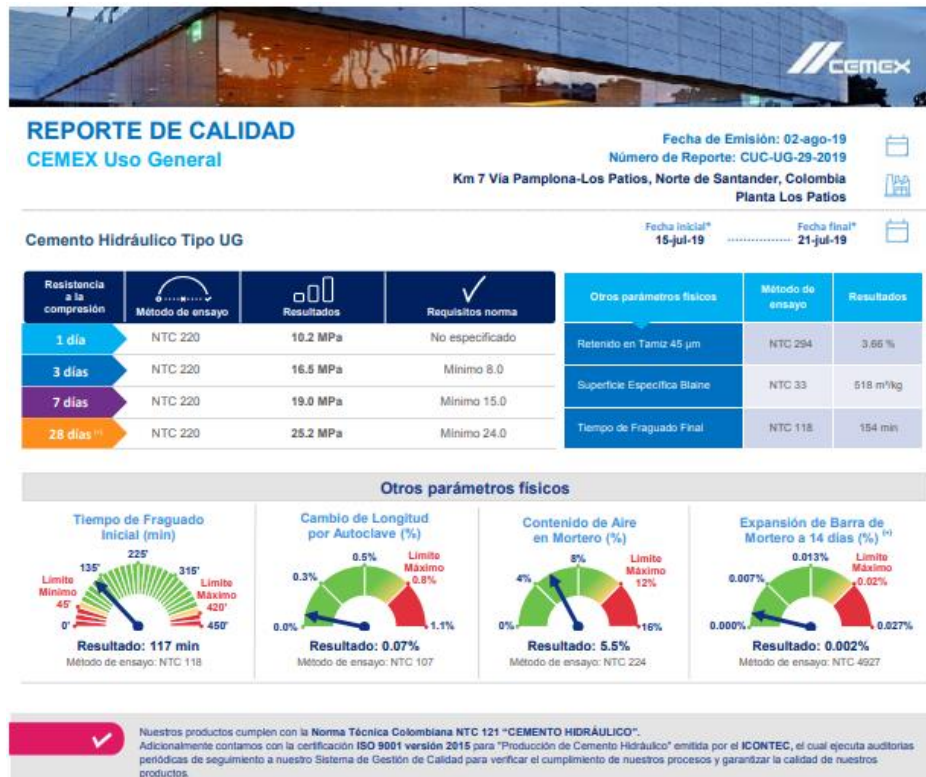 CEMEX
REPORTE DE CALIDAD
CEMEX Uso General
Fecha de Emisión: 02-ago-19
Número de Reporte: CUC-UG-29-2019
Km 7 Vía Pamplona-Los Patios, Norte de Santander, Colombia
Planta Los Patios
Cemento Hidráulico Tipo UG
Fecha inicial* Fecha final*
15-jul-19 21-jul-19
Resistencia
a la
compresión
Método de ensayo Resultados Requisitos norma
1 día NTC 220 10.2 MPa No especificado
3 días NTC 220 16.5 MPa Mínimo 8.0
7 días NTC 220 19.0 MPa Mínimo 15.0
28 días (*) NTC 220 25.2 MPa Mínimo 24.0
Otros parámetros físicos Método de ensayo Resultados
Retenido en Tamiz 45 µm NTC 294 3.66 %
Superficie Específica Blaine NTC 33 518 m²/kg
Tiempo de Fraguado Final NTC 118 154 min
Otros parámetros físicos
Tiempo de Fraguado
Inicial (min)
225'
135' 315'
Límite
Mínimo
45'
Límite
Máximo
420'
0' 450'
Resultado: 117 min
Método de ensayo: NTC 118
Cambio de Longitud
por Autoclave (%)
0.5%
0.3%
Límite
Máximo
0.8%
0.0% 1.1%
Resultado: 0.07%
Método de ensayo: NTC 107
Contenido de Aire
en Mortero (%)
8%
4%
Límite
Máximo
12%
0% 16%
Resultado: 5.5%
Método de ensayo: NTC 224
Expansión de Barra de
Mortero a 14 días (%) (*)
0.013%
0.007%
Límite
Máximo
0.02%
0.000% 0.027%
Resultado: 0.002%
Método de ensayo: NTC 4927
Nuestros productos cumplen con la Norma Técnica Colombiana NTC 121 "CEMENTO HIDRÁULICO".
Adicionalmente contamos con la certificación ISO 9001 versión 2015 para "Producción de Cemento Hidráulico" emitida por el ICONTEC, el cual ejecuta auditorias
periódicas de seguimiento a nuestro Sistema de Gestión de Calidad para verificar el cumplimiento de nuestros procesos y garantizar la calidad de nuestros
productos.